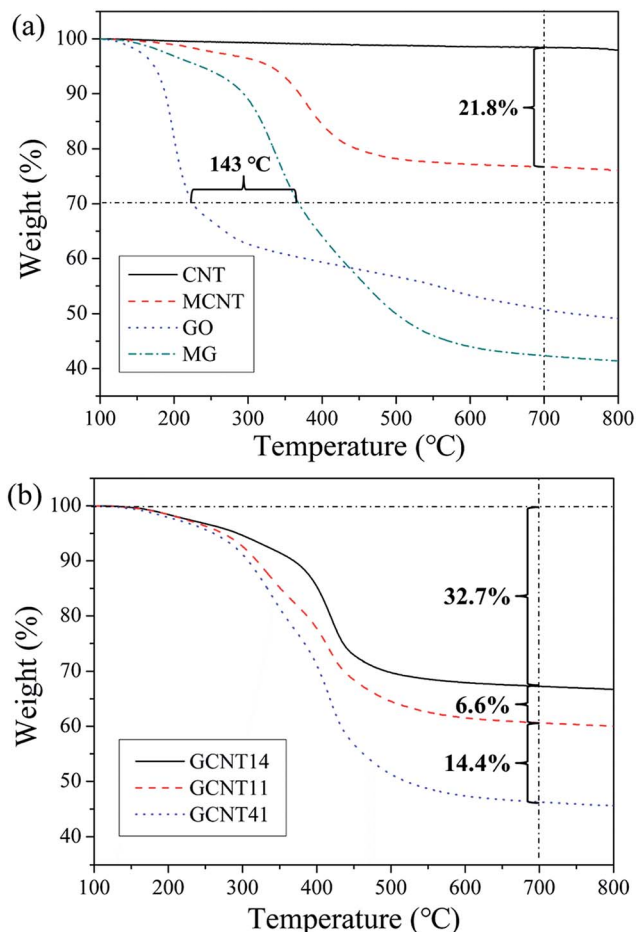 (a)
100
90
80
70
60
50
40
Weight (%)
21.8%
143 ℃
CNT
MCNT
GO
MG
100 200 300 400 500 600 700 800
Temperature (℃)
(b)
100
90
80
70
60
50
40
Weight (%)
32.7%
6.6%
14.4%
GCNT14
GCNT11
GCNT41
100 200 300 400 500 600 700 800
Temperature (℃)